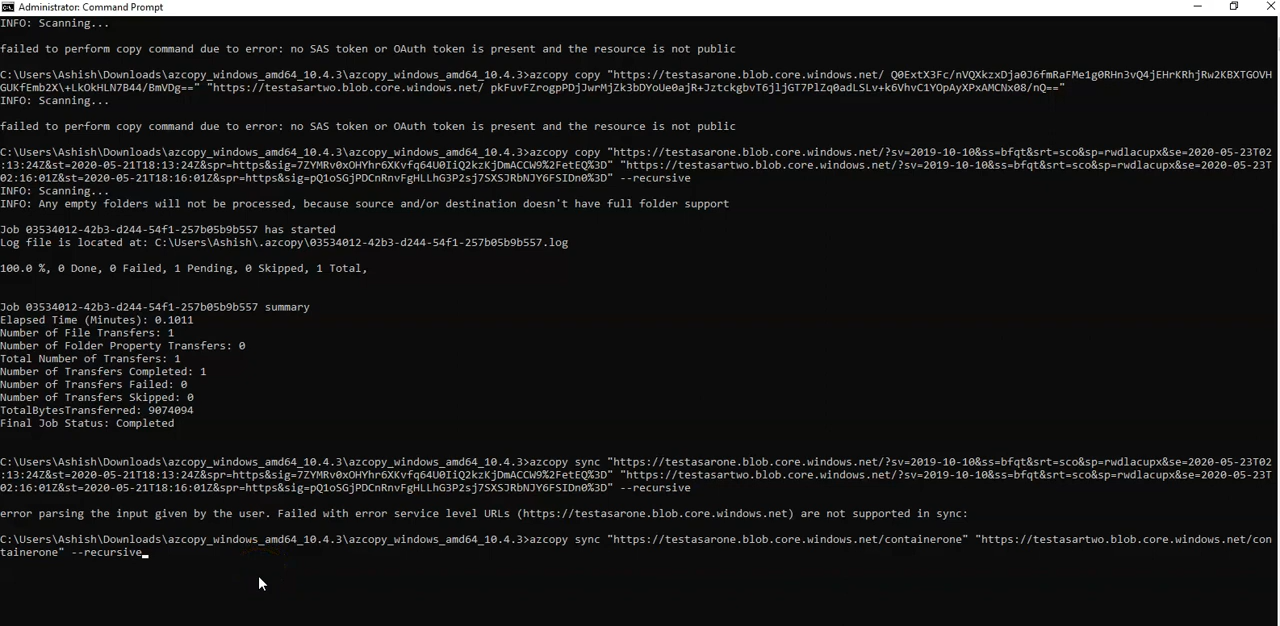 Administrator: Command Prompt
INFO: Scanning...
failed to perform copy command due to error: no SAS token or OAuth token is present and the resource is not public
C:\Users\Ashish\Downloads\azcopy_windows_amd64_10.4.3\azcopy_windows_amd64_10.4.3>azcopy copy "https://testasarone.blob.core.windows.net/ Q0ExtX3Fc/nVQXkzxDja0J6fmRaFMe1g0RHn3vQ4jEHrKRhjRw2KBXTGOVH
GUKfEmb2X\+LkOkHLN7B44/BmVDg==" "https://testasartwo.blob.core.windows.net/ pkFuvFZrogpPDjJwrMjZk3bDYoUe0ajR+JztckgbvT6jljGT7PlZq0adLSLv+k6VhvC1YOpAyXPxAMCNx08/nQ=="
INFO: Scanning...
failed to perform copy command due to error: no SAS token or OAuth token is present and the resource is not public
C:\Users\Ashish\Downloads\azcopy_windows_amd64_10.4.3\azcopy_windows_amd64_10.4.3>azcopy copy "https://testasarone.blob.core.windows.net/?sv=2019-10-10&ss=bfqt&srt=sco&sp=rwdlacupx&se=2020-05-23T02
:13:24Z&st=2020-05-21T18:13:24Z&spr=https&sig=7ZYMRv0xOHYhr6XKvfq64U0IiQ2kzKjDmACCW9%2FetEQ%3D" "https://testasartwo.blob.core.windows.net/?sv=2019-10-10&ss=bfqt&srt=sco&sp=rwdlacupx&se=2020-05-23T
02:16:01Z&st=2020-05-21T18:16:01Z&spr=https&sig=pQ1oSGjPDCnRnvFgHLLhG3P2sj7SXSJRbNJY6FSIDn0%3D" --recursive
INFO: Scanning...
INFO: Any empty folders will not be processed, because source and/or destination doesn't have full folder support
Job 03534012-42b3-d244-54f1-257b05b9b557 has started
Log file is located at: C:\Users\Ashish\.azcopy\03534012-42b3-d244-54f1-257b05b9b557.log
100.0 %, 0 Done, 0 Failed, 1 Pending, 0 Skipped, 1 Total,
Job 03534012-42b3-d244-54f1-257b05b9b557 summary
Elapsed Time (Minutes): 0.1011
Number of File Transfers: 1
Number of Folder Property Transfers: 0
Total Number of Transfers: 1
Number of Transfers Completed: 1
Number of Transfers Failed: 0
Number of Transfers Skipped: 0
TotalBytesTransferred: 9074094
Final Job Status: Completed
C:\Users\Ashish\Downloads\azcopy_windows_amd64_10.4.3\azcopy_windows_amd64_10.4.3>azcopy sync "https://testasarone.blob.core.windows.net/?sv=2019-10-10&ss=bfqt&srt=sco&sp=rwdlacupx&se=2020-05-23T02
:13:24Z&st=2020-05-21T18:13:24Z&spr=https&sig=7ZYMRv0xOHYhr6XKvfq64U0IiQ2kzKjDmACCW9%2FetEQ%3D" "https://testasartwo.blob.core.windows.net/?sv=2019-10-10&ss=bfqt&srt=sco&sp=rwdlacupx&se=2020-05-23T
02:16:01Z&st=2020-05-21T18:16:01Z&spr=https&sig=pQ1oSGjPDCnRnvFgHLLhG3P2sj7SXSJRbNJY6FSIDn0%3D" --recursive
error parsing the input given by the user. Failed with error service level URLs (https://testasarone.blob.core.windows.net) are not supported in sync:
C:\Users\Ashish\Downloads\azcopy_windows_amd64_10.4.3\azcopy_windows_amd64_10.4.3>azcopy sync "https://testasarone.blob.core.windows.net/containerone" "https://testasartwo.blob.core.windows.net/con
tainerone" --recursive